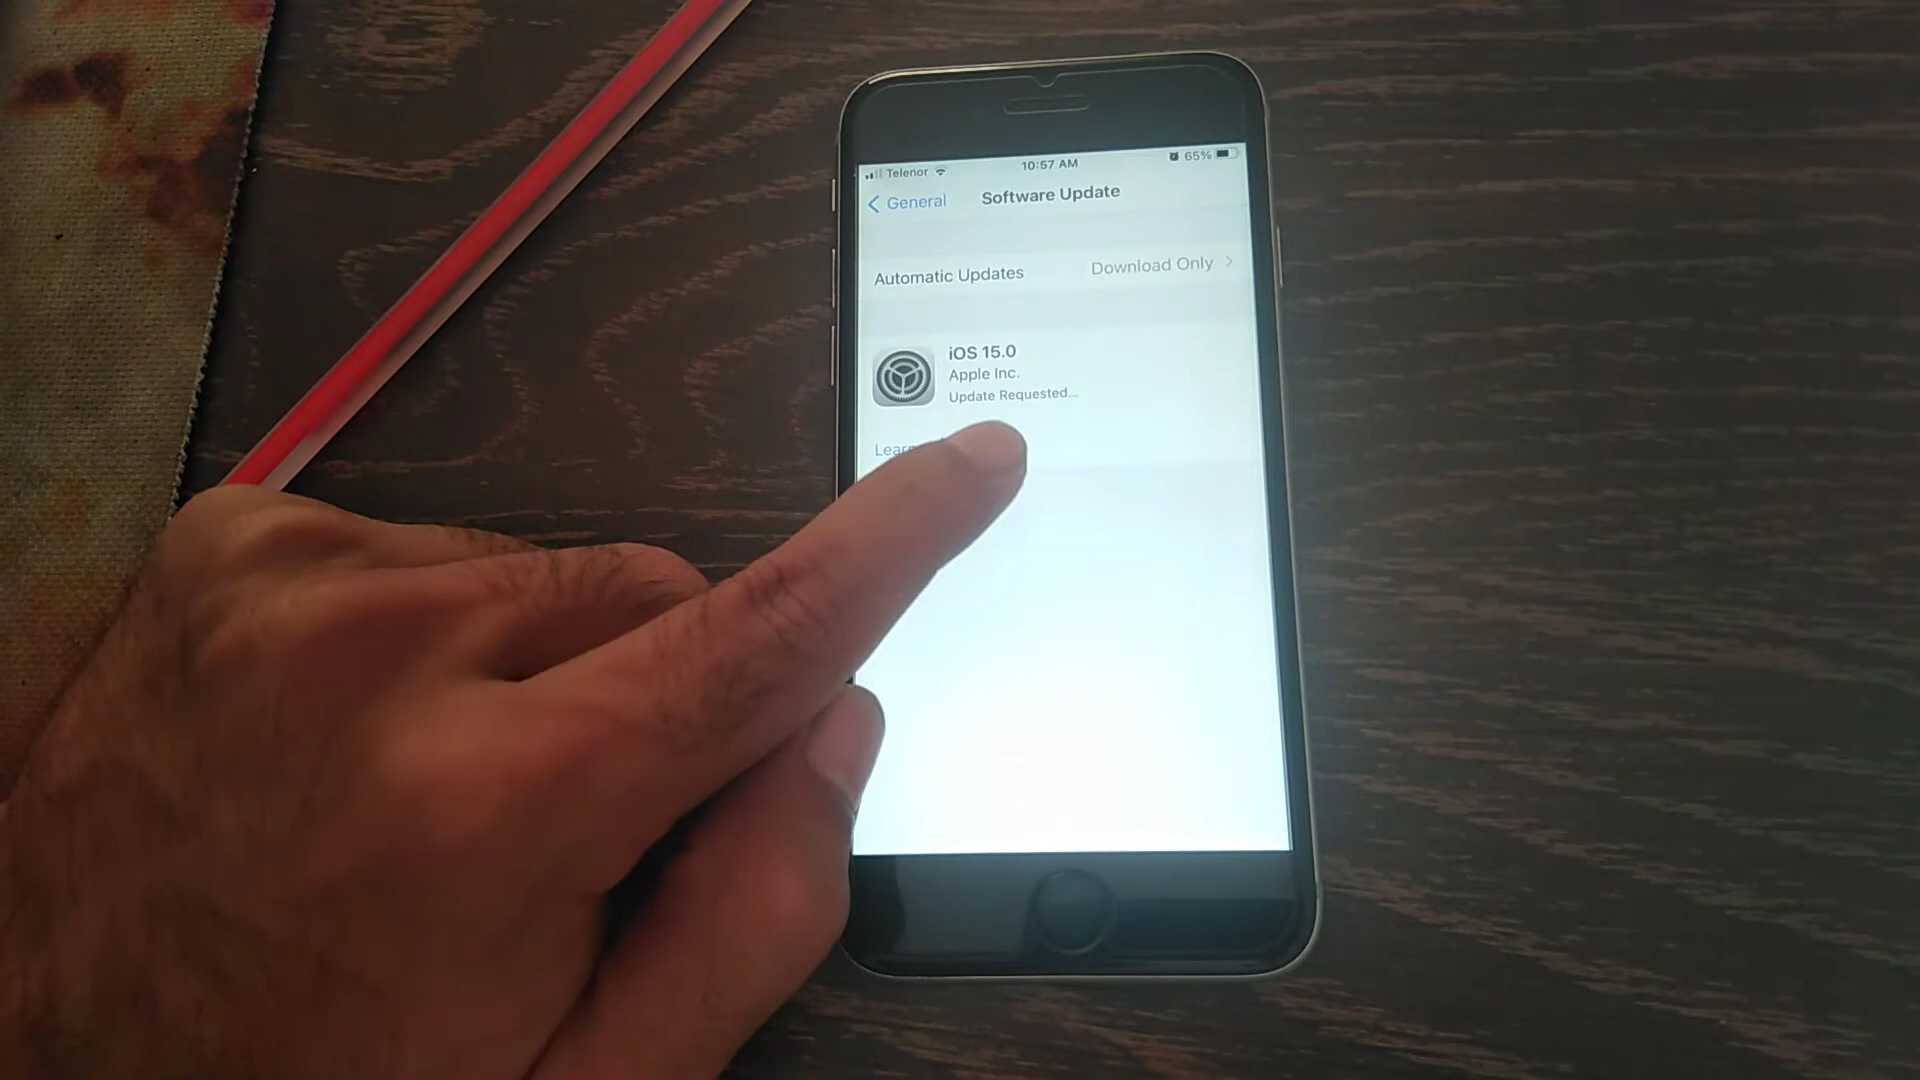 Telenor
10:57 AM
65%
General
Software Update
Automatic Updates
Download Only
iOS 15.0
Apple Inc.
Update Requested...